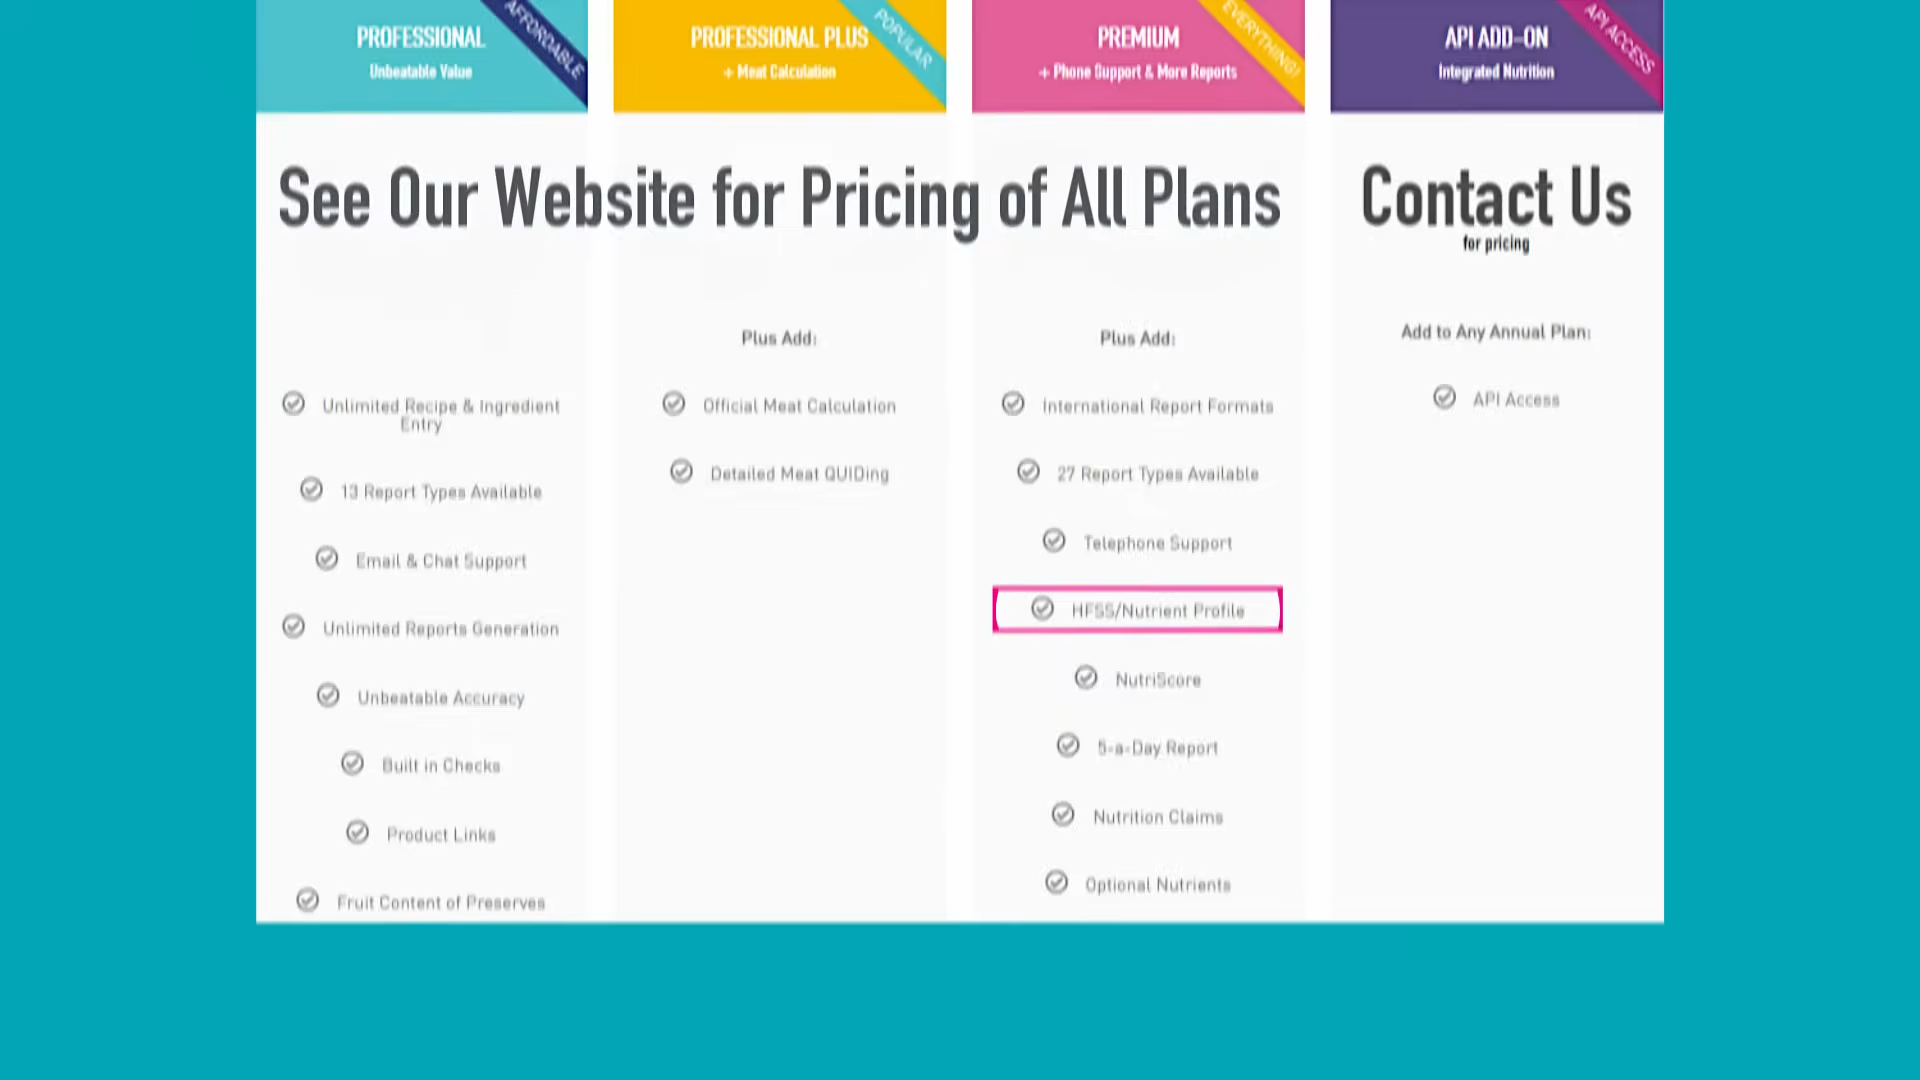 PROFESSIONAL
Unbeatable Value
AFFORDABLE
PROFESSIONAL PLUS
+ Meat Calculation
POPULAR
PREMIUM
+ Phone Support & More Reports
EVERYTHING!
API ADD-ON
Integrated Nutrition
API ACCESS
See Our Website for Pricing of All Plans
Contact Us
for pricing
Unlimited Recipe & Ingredient
Entry
13 Report Types Available
Email & Chat Support
Unlimited Reports Generation
Unbeatable Accuracy
Built in Checks
Product Links
Fruit Content of Preserves
Plus Add:
Official Meat Calculation
Detailed Meat QUIDing
Plus Add:
International Report Formats
27 Report Types Available
Telephone Support
HFSS/Nutrient Profile
NutriScore
5-a-Day Report
Nutrition Claims
Optional Nutrients
Add to Any Annual Plan:
API Access